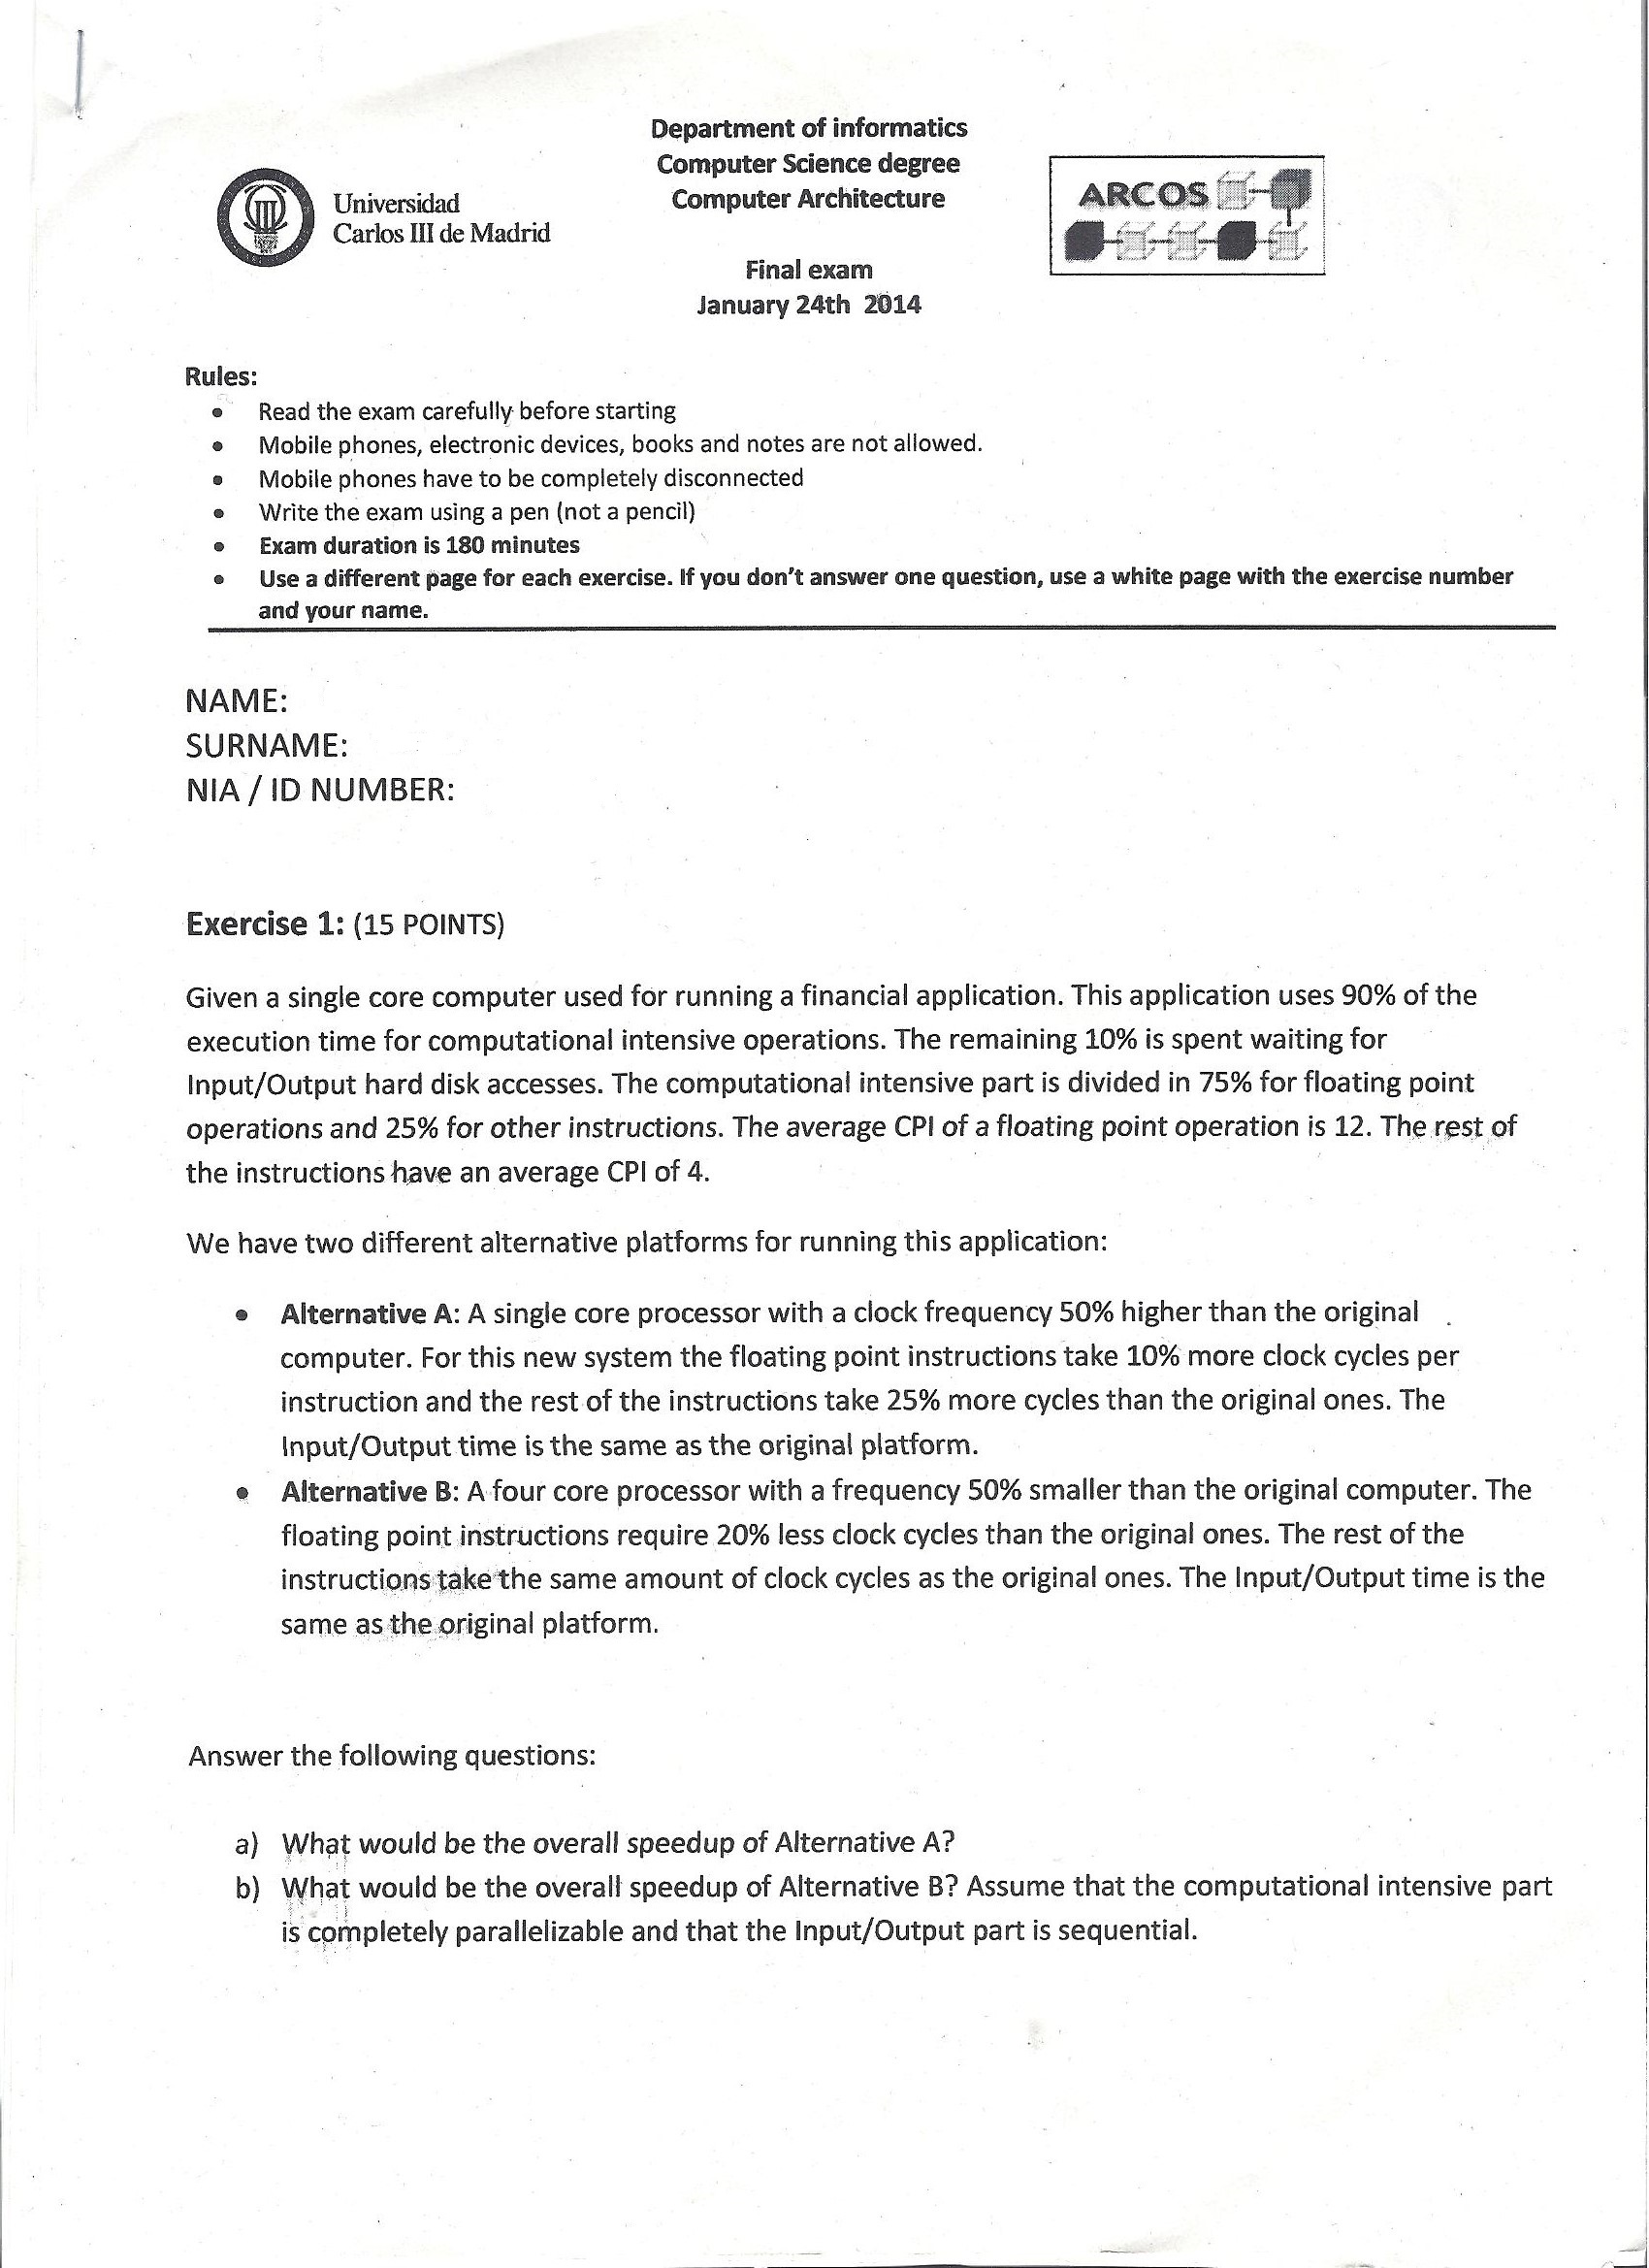 Department of informatics
Computer Science degree
Computer Architecture
Universidad
Carlos III de Madrid
ARCOS
Final exam
January 24th 2014
Rules:
• Read the exam carefully before starting
• Mobile phones, electronic devices, books and notes are not allowed.
• Mobile phones have to be completely disconnected
• Write the exam using a pen (not a pencil)
• Exam duration is 180 minutes
• Use a different page for each exercise. If you don't answer one question, use a white page with the exercise number
and your name.
NAME:
SURNAME:
NIA / ID NUMBER:
Exercise 1: (15 POINTS)
Given a single core computer used for running a financial application. This application uses 90% of the
execution time for computational intensive operations. The remaining 10% is spent waiting for
Input/Output hard disk accesses. The computational intensive part is divided in 75% for floating point
operations and 25% for other instructions. The average CPI of a floating point operation is 12. The rest of
the instructions have an average CPI of 4.
We have two different alternative platforms for running this application:
• Alternative A: A single core processor with a clock frequency 50% higher than the original
computer. For this new system the floating point instructions take 10% more clock cycles per
instruction and the rest of the instructions take 25% more cycles than the original ones. The
Input/Output time is the same as the original platform.
• Alternative B: A four core processor with a frequency 50% smaller than the original computer. The
floating point instructions require 20% less clock cycles than the original ones. The rest of the
instructions take the same amount of clock cycles as the original ones. The Input/Output time is the
same as the original platform.
Answer the following questions:
a) What would be the overall speedup of Alternative A?
b) What would be the overall speedup of Alternative B? Assume that the computational intensive part
is completely parallelizable and that the Input/Output part is sequential.